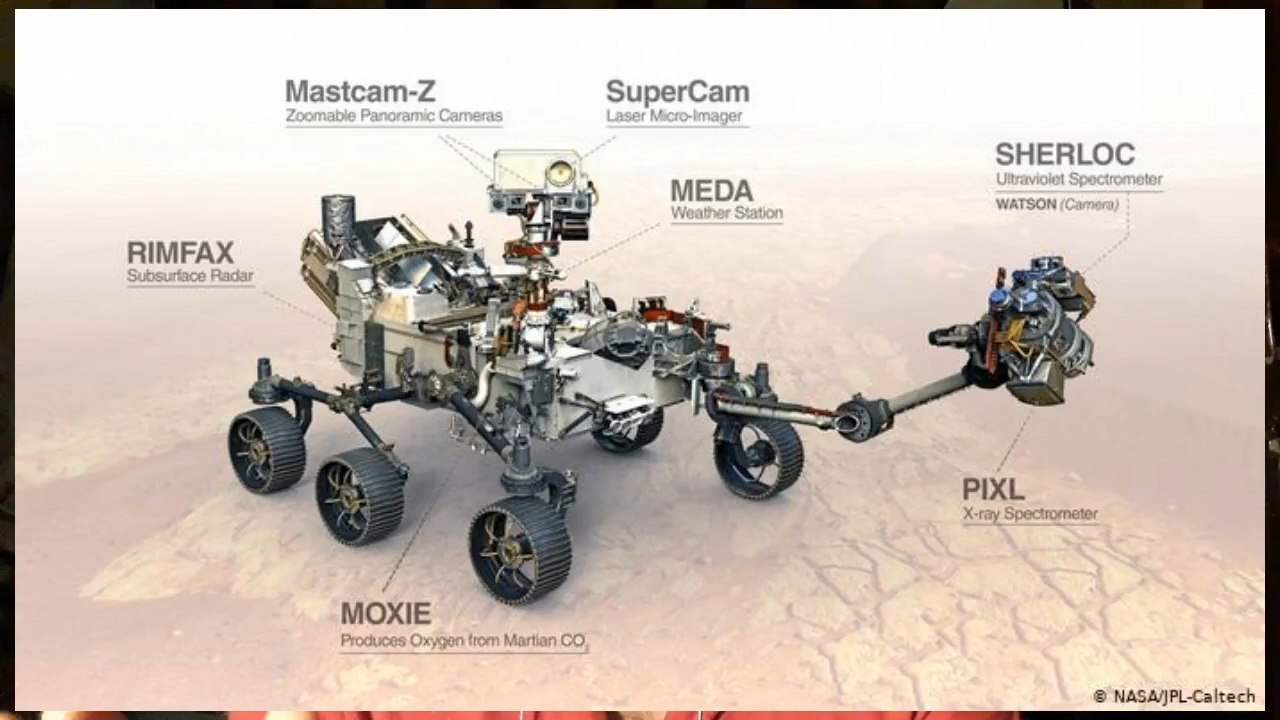 Mastcam-Z
Zoomable Panoramic Cameras
SuperCam
Laser Micro-Imager
SHERLOC
Ultraviolet Spectrometer
WATSON (Camera)
MEDA
Weather Station
RIMFAX
Subsurface Radar
PIXL
X-ray Spectrometer
MOXIE
Produces Oxygen from Martian CO2
© NASA/JPL-Caltech